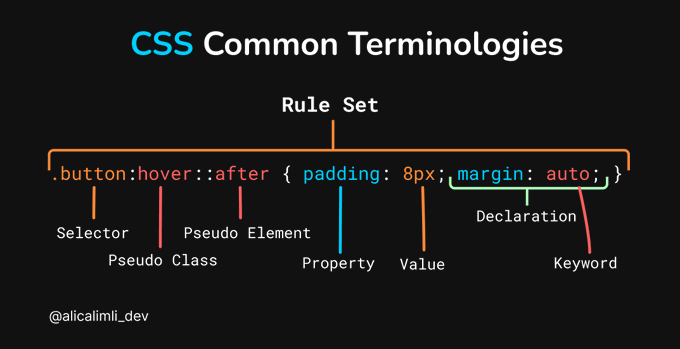 CSS Common Terminologies
Rule Set
.button:hover::after { padding: 8px; margin: auto; }
Declaration
Selector
Pseudo Element
Pseudo Class
Property
Value
Keyword
@alicalimli_dev